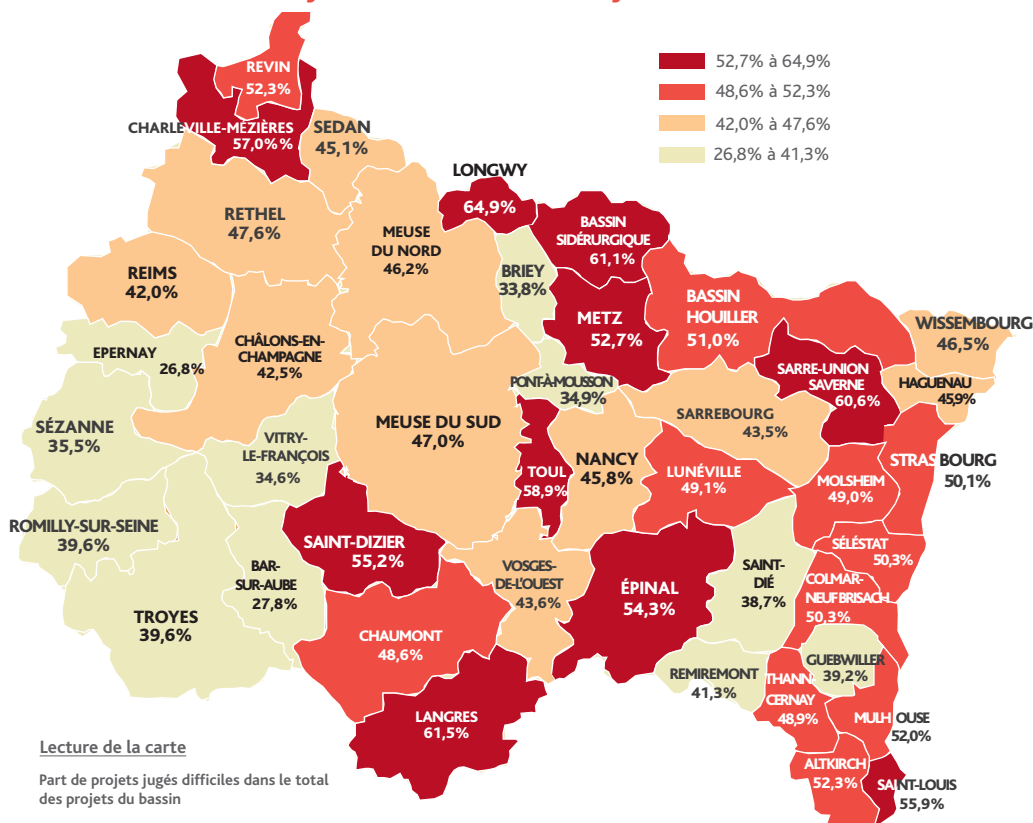 52,7% à 64,9%
48,6% à 52,3%
42,0% à 47,6%
26,8% à 41,3%
REVIN
52,3%
CHARLEVILLE-MÉZIÈRES
57,0% %
SEDAN
45,1%
LONGWY
64,9%
RETHEL
47,6%
MEUSE
DU NORD
46,2%
BASSIN
SIDÉRURGIQUE
61,1%
BRIEY
33,8%
REIMS
42,0%
METZ
52,7%
BASSIN
HOUILLER
51,0%
WISSEMBOURG
46,5%
EPERNAY
26,8%
CHÂLONS-EN-
CHAMPAGNE
42,5%
PONT-À-MOUSSON
34,9%
SARRE-UNION
SAVERNE
60,6%
HAGUENAU
45,9%
SÉZANNE
35,5%
VITRY-
LE-FRANÇOIS
34,6%
MEUSE DU SUD
47,0%
SARREBOURG
43,5%
TOUL
58,9%
NANCY
45,8%
LUNÉVILLE
49,1%
MOLSHEIM
49,0%
STRASBOURG
50,1%
ROMILLY-SUR-SEINE
39,6%
SAINT-DIZIER
55,2%
SÉLÉSTAT
50,3%
BAR-
SUR-AUBE
27,8%
VOSGES-
DE-L'OUEST
43,6%
ÉPINAL
54,3%
SAINT-
DIÉ
38,7%
COLMAR-
NEUF BRISACH
50,3%
TROYES
39,6%
CHAUMONT
48,6%
REMIREMONT
41,3%
GUEBWILLER
39,2%
THANN
CERNAY
48,9%
LANGRES
61,5%
MULHOUSE
52,0%
ALTKIRCH
52,3%
SAINT-LOUIS
55,9%
Lecture de la carte
Part de projets jugés difficiles dans le total
des projets du bassin